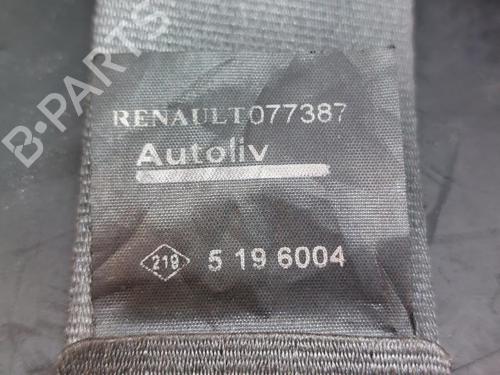 B-PARTS
RENAULT077387
Autoliv
219 5 19 6004